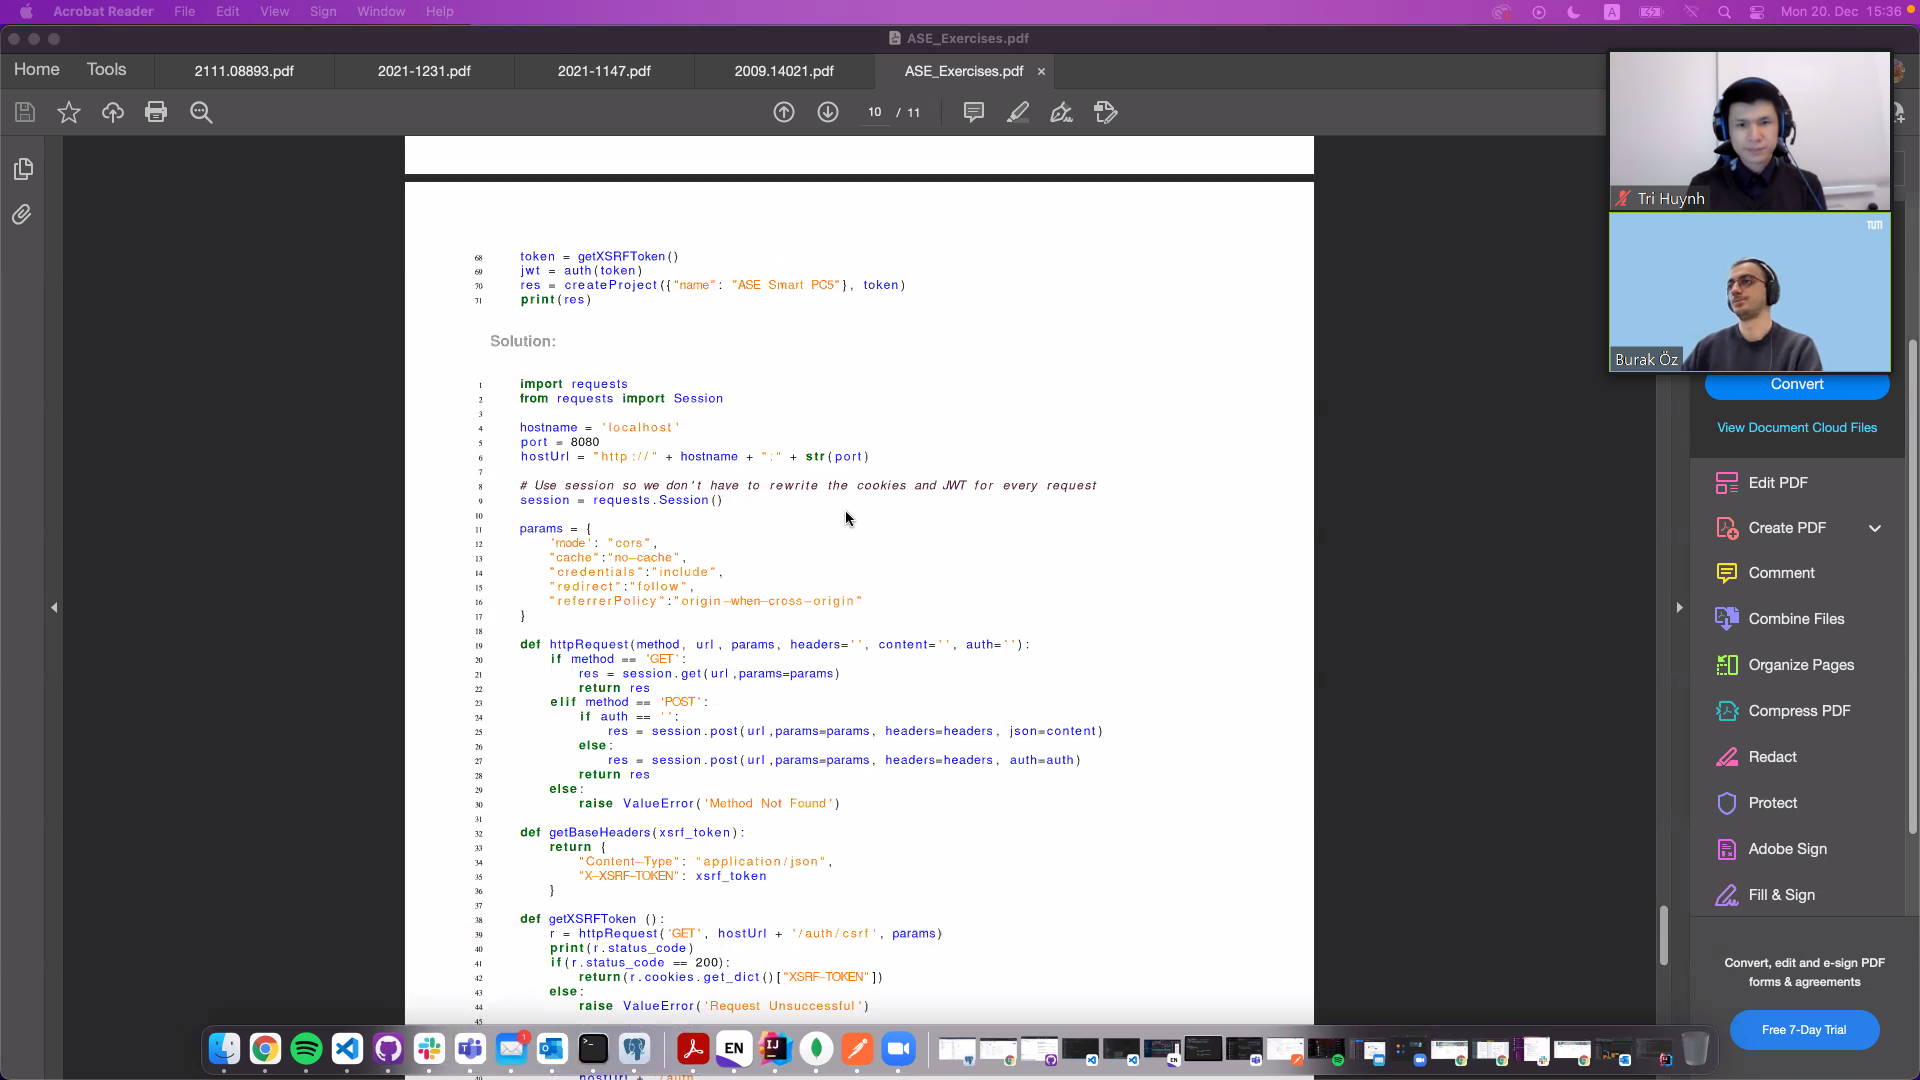 Acrobat Reader File Edit View Sign Window Help
A
Mon 20. Dec 15:36
ASE_Exercises.pdf
Home Tools 2111.08893.pdf 2021-1231.pdf 2021-1147.pdf 2009.14021.pdf ASE_Exercises.pdf ×
10 / 11
Tri Huynh
TUM
Burak Öz
68 token = getXSRFToken()
69 jwt = auth(token)
70 res = createProject({"name": "ASE Smart PC5"}, token)
71 print(res)
Solution:
1 import requests
2 from requests import Session
3
4 hostname = 'localhost'
5 port = 8080
6 hostUrl = "http://" + hostname + ":" + str(port)
7
8 # Use session so we don't have to rewrite the cookies and JWT for every request
9 session = requests.Session()
10
11 params = {
12 'mode': "cors",
13 "cache":"no-cache",
14 "credentials":"include",
15 "redirect":"follow",
16 "referrerPolicy":"origin-when-cross-origin"
17 }
18
19 def httpRequest(method, url, params, headers='', content='', auth=''):
20 if method == 'GET':
21 res = session.get(url,params=params)
22 return res
23 elif method == 'POST':
24 if auth == '':
25 res = session.post(url,params=params, headers=headers, json=content)
26 else:
27 res = session.post(url,params=params, headers=headers, auth=auth)
28 return res
29 else:
30 raise ValueError('Method Not Found')
31
32 def getBaseHeaders(xsrf_token):
33 return {
34 "Content-Type": "application/json",
35 "X-XSRF-TOKEN": xsrf_token
36 }
37
38 def getXSRFToken ():
39 r = httpRequest('GET', hostUrl + '/auth/csrf', params)
40 print(r.status_code)
41 if(r.status_code == 200):
42 return(r.cookies.get_dict()["XSRF-TOKEN"])
43 else:
44 raise ValueError('Request Unsuccessful')
45
Convert
View Document Cloud Files
Edit PDF
Create PDF
Comment
Combine Files
Organize Pages
Compress PDF
Redact
Protect
Adobe Sign
Fill & Sign
Convert, edit and e-sign PDF
forms & agreements
Free 7-Day Trial
1
EN
IJ